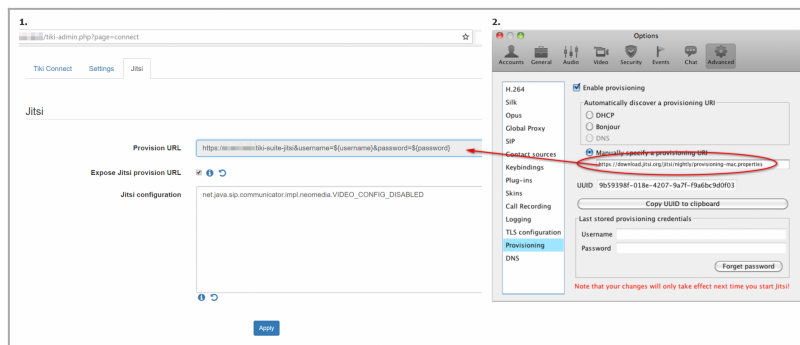 1.
/tiki-admin.php?page=connect
Tiki Connect Settings Jitsi
Jitsi
Provision URL https:/ tiki-suite-jitsi&username=${username}&password=${password}
Expose Jitsi provision URL
Jitsi configuration net.java.sip.communicator.impl.neomedia.VIDEO_CONFIG_DISABLED
Apply
2.
Options
Accounts General Audio Video Security Events Chat Advanced
H.264
Silk
Opus
Global Proxy
SIP
Contact sources
Keybindings
Plug-ins
Skins
Call Recording
Logging
TLS configuration
Provisioning
DNS
Enable provisioning
Automatically discover a provisioning URI
DHCP
Bonjour
DNS
Manually specify a provisioning URI
https://download.jitsi.org/jitsi/nightly/provisioning-mac.properties
UUID 9b59398f-018e-4207-9a7f-f9a6bc9d0f03
Copy UUID to clipboard
Last stored provisioning credentials
Username
Password
Forget password
Note that your changes will only take effect next time you start Jitsi!